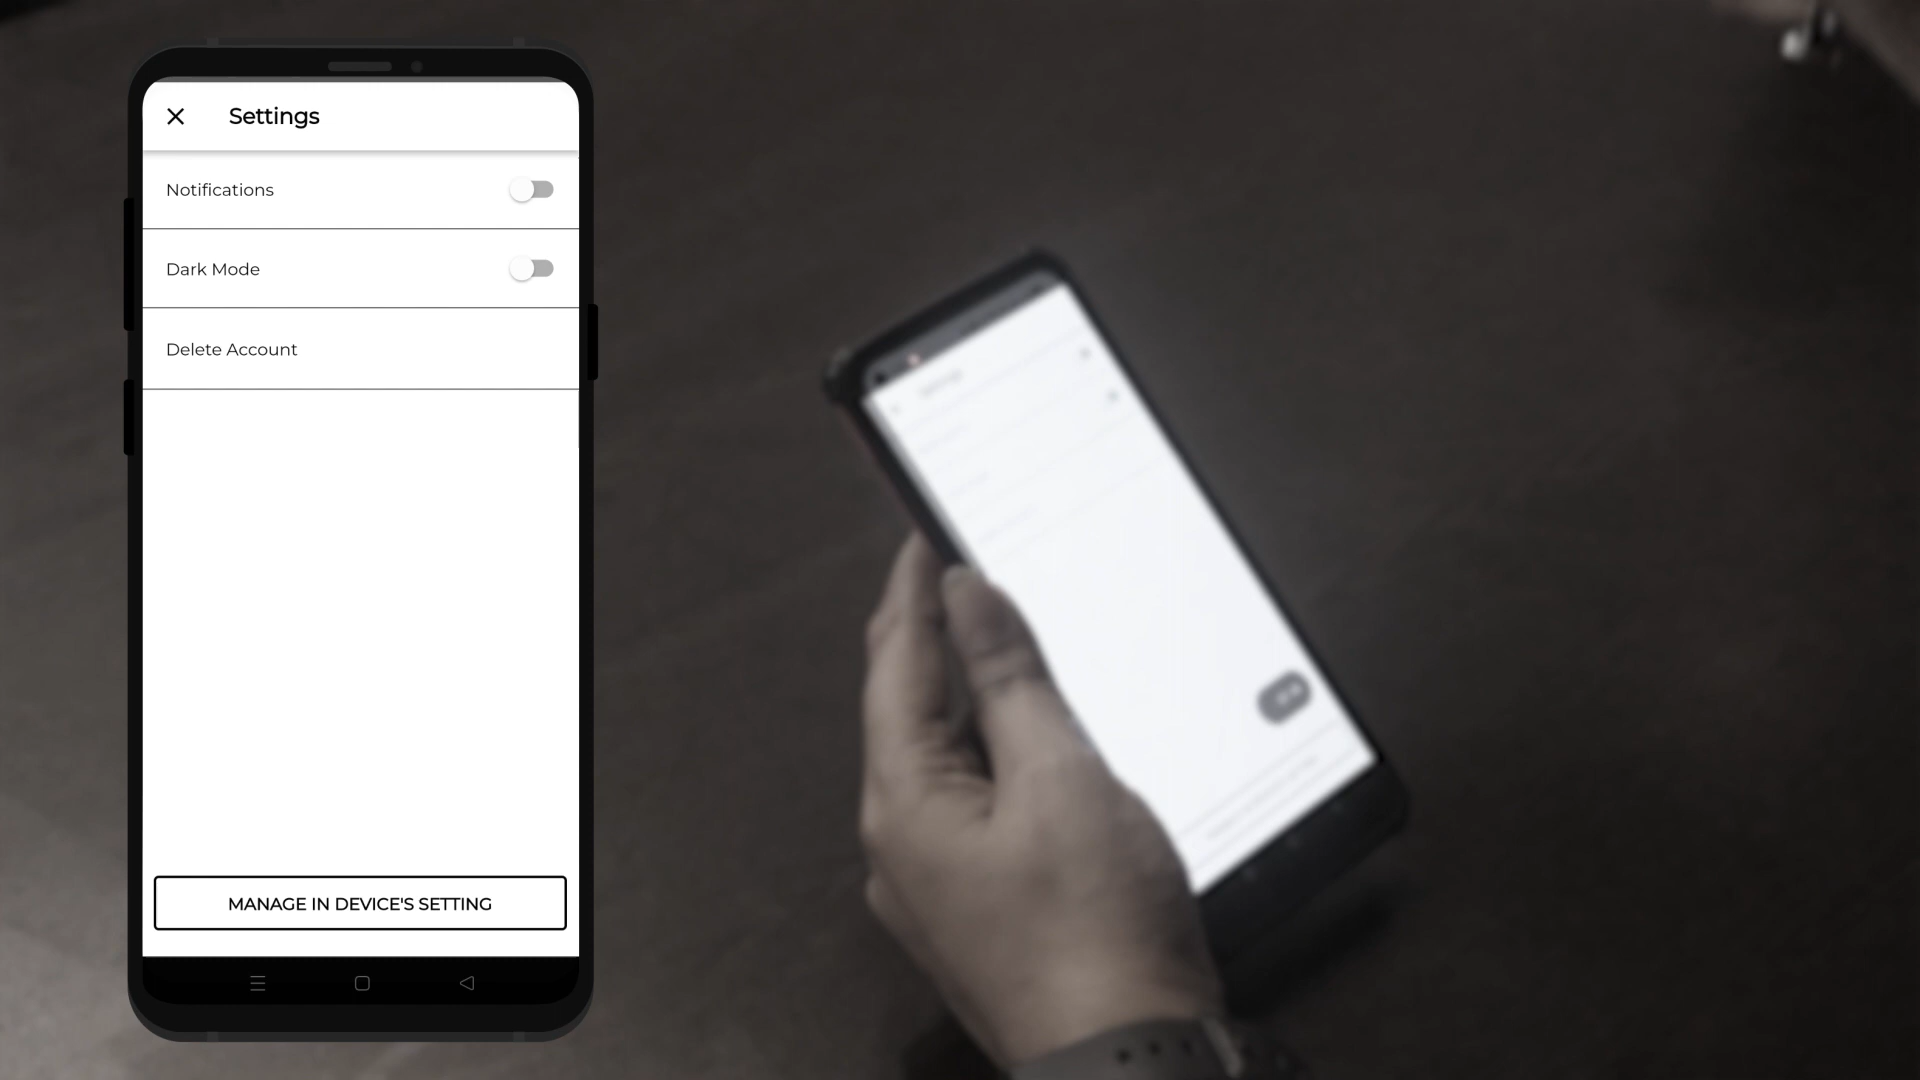 Settings
Notifications
Dark Mode
Delete Account
MANAGE IN DEVICE'S SETTING